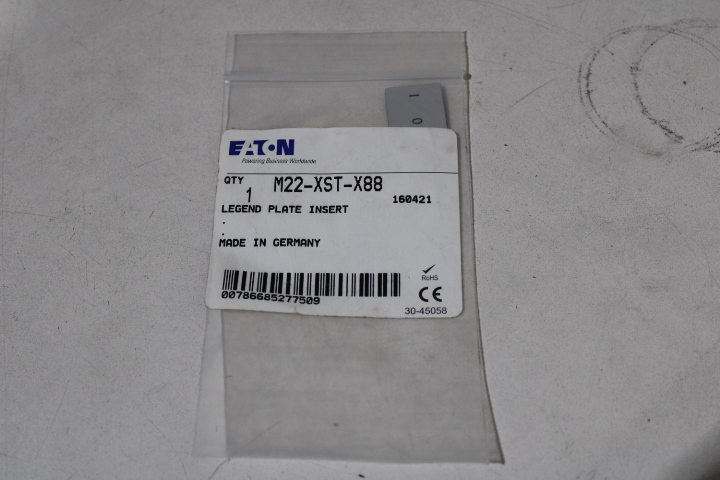 I O
EATON
Powering Business Worldwide
QTY M22-XST-X88
1 160421
LEGEND PLATE INSERT
.
.
MADE IN GERMANY
RoHS
00786685277509
CE
30-45058